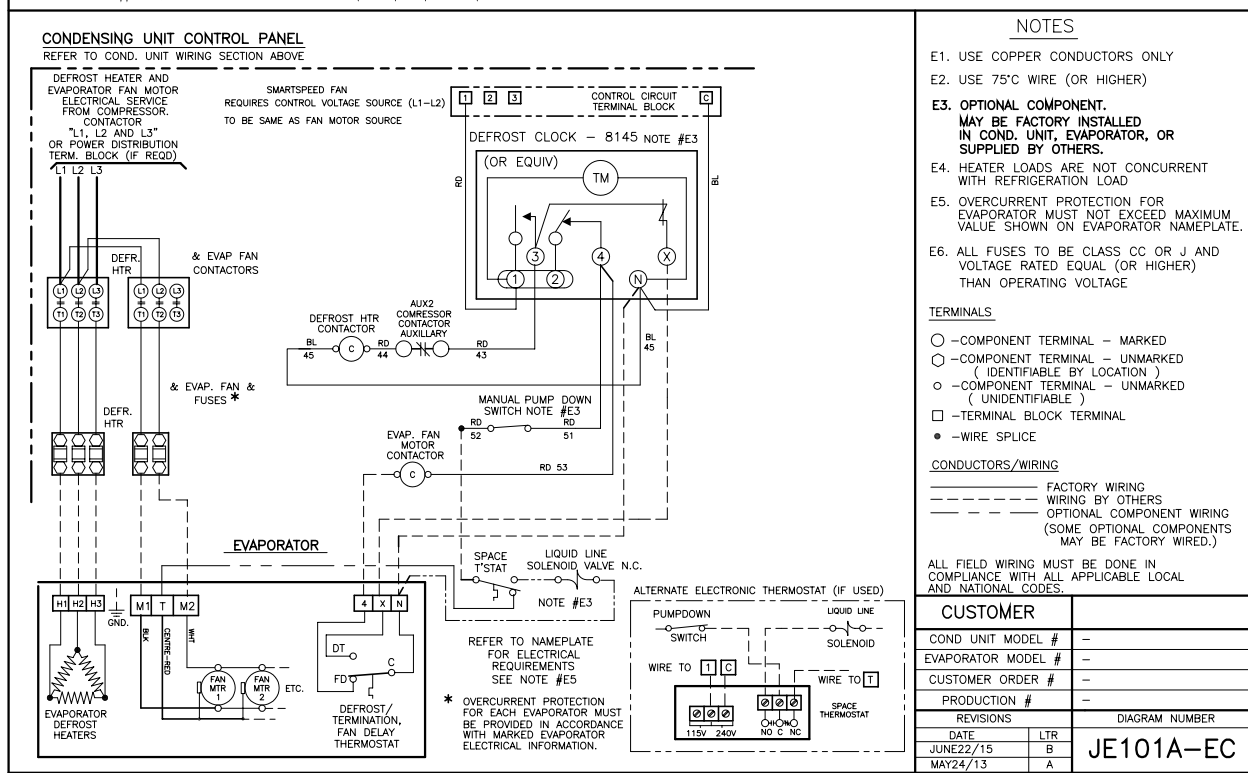 CONDENSING UNIT CONTROL PANEL
REFER TO COND. UNIT WIRING SECTION ABOVE
DEFROST HEATER AND
EVAPORATOR FAN MOTOR
ELECTRICAL SERVICE
FROM COMPRESSOR.
CONTACTOR
"L1, L2 AND L3"
OR POWER DISTRIBUTION
TERM. BLOCK (IF REQD)
L1 L2 L3
SMARTSPEED FAN
REQUIRES CONTROL VOLTAGE SOURCE (L1-L2)
TO BE SAME AS FAN MOTOR SOURCE
1 2 3
CONTROL CIRCUIT
TERMINAL BLOCK
C
DEFROST CLOCK - 8145 NOTE #E3
(OR EQUIV)
TM
RD
BL
3
4
X
1
2
N
DEFR.
HTR
& EVAP FAN
CONTACTORS
L1 L2 L3
T1 T2 T3
L1 L2 L3
T1 T2 T3
DEFROST HTR
CONTACTOR
AUX2
COMRESSOR
CONTACTOR
AUXILLARY
BL
45
C
RD
44
RD
43
BL
45
& EVAP. FAN &
FUSES *
DEFR.
HTR
MANUAL PUMP DOWN
SWITCH NOTE #E3
RD
52
RD
51
EVAP. FAN
MOTOR
CONTACTOR
C
RD 53
EVAPORATOR
SPACE
T'STAT
LIQUID LINE
SOLENOID VALVE N.C.
NOTE #E3
H1 H2 H3
GND.
M1 T M2
4 X N
BLK
CENTRE-RED
WHT
FAN
MTR
1
FAN
MTR
2
ETC.
DT
C
FD
EVAPORATOR
DEFROST
HEATERS
DEFROST/
TERMINATION,
FAN DELAY
THERMOSTAT
REFER TO NAMEPLATE
FOR ELECTRICAL
REQUIREMENTS
SEE NOTE #E5
* OVERCURRENT PROTECTION
FOR EACH EVAPORATOR MUST
BE PROVIDED IN ACCORDANCE
WITH MARKED EVAPORATOR
ELECTRICAL INFORMATION.
ALTERNATE ELECTRONIC THERMOSTAT (IF USED)
PUMPDOWN
SWITCH
LIQUID LINE
SOLENOID
WIRE TO 1 C
WIRE TO T
SPACE
THERMOSTAT
115V 240V
NO C NC
NOTES
E1. USE COPPER CONDUCTORS ONLY
E2. USE 75°C WIRE (OR HIGHER)
E3. OPTIONAL COMPONENT.
MAY BE FACTORY INSTALLED
IN COND. UNIT, EVAPORATOR, OR
SUPPLIED BY OTHERS.
E4. HEATER LOADS ARE NOT CONCURRENT
WITH REFRIGERATION LOAD
E5. OVERCURRENT PROTECTION FOR
EVAPORATOR MUST NOT EXCEED MAXIMUM
VALUE SHOWN ON EVAPORATOR NAMEPLATE.
E6. ALL FUSES TO BE CLASS CC OR J AND
VOLTAGE RATED EQUAL (OR HIGHER)
THAN OPERATING VOLTAGE
TERMINALS
-COMPONENT TERMINAL - MARKED
-COMPONENT TERMINAL - UNMARKED
( IDENTIFIABLE BY LOCATION )
-COMPONENT TERMINAL - UNMARKED
( UNIDENTIFIABLE )
-TERMINAL BLOCK TERMINAL
-WIRE SPLICE
CONDUCTORS/WIRING
FACTORY WIRING
WIRING BY OTHERS
OPTIONAL COMPONENT WIRING
(SOME OPTIONAL COMPONENTS
MAY BE FACTORY WIRED.)
ALL FIELD WIRING MUST BE DONE IN
COMPLIANCE WITH ALL APPLICABLE LOCAL
AND NATIONAL CODES.
CUSTOMER
COND UNIT MODEL # -
EVAPORATOR MODEL # -
CUSTOMER ORDER # -
PRODUCTION # -
REVISIONS
DIAGRAM NUMBER
DATE LTR
JUNE22/15 B
MAY24/13 A
JE101A-EC